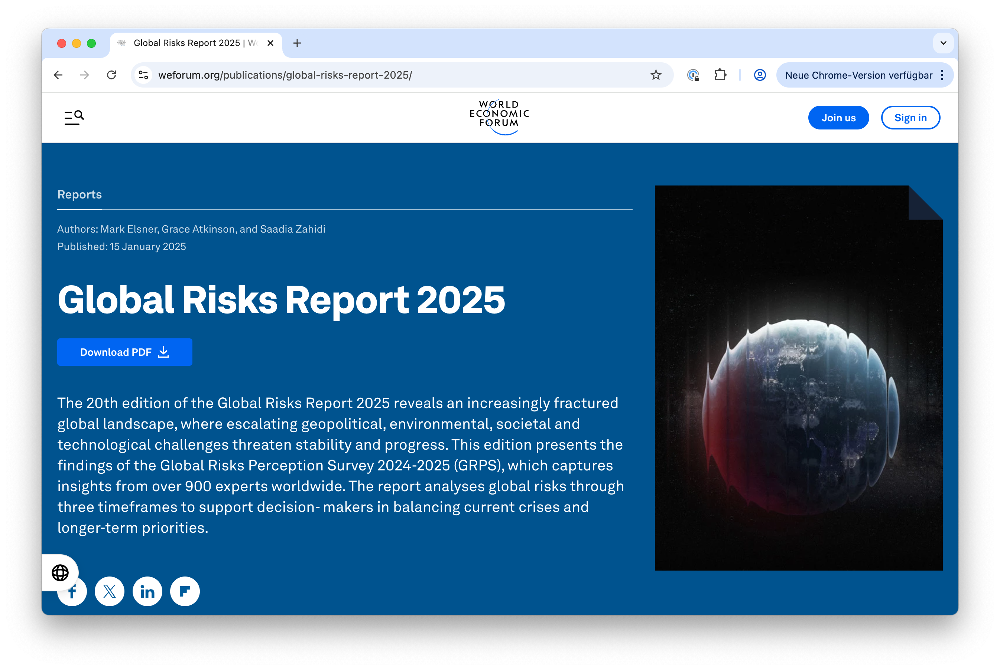 Global Risks Report 2025 | Wo
weforum.org/publications/global-risks-report-2025/
Neue Chrome-Version verfügbar
WORLD
ECONOMIC
FORUM
Join us
Sign in
Reports
Authors: Mark Elsner, Grace Atkinson, and Saadia Zahidi
Published: 15 January 2025
Global Risks Report 2025
Download PDF
The 20th edition of the Global Risks Report 2025 reveals an increasingly fractured
global landscape, where escalating geopolitical, environmental, societal and
technological challenges threaten stability and progress. This edition presents the
findings of the Global Risks Perception Survey 2024-2025 (GRPS), which captures
insights from over 900 experts worldwide. The report analyses global risks through
three timeframes to support decision- makers in balancing current crises and
longer-term priorities.